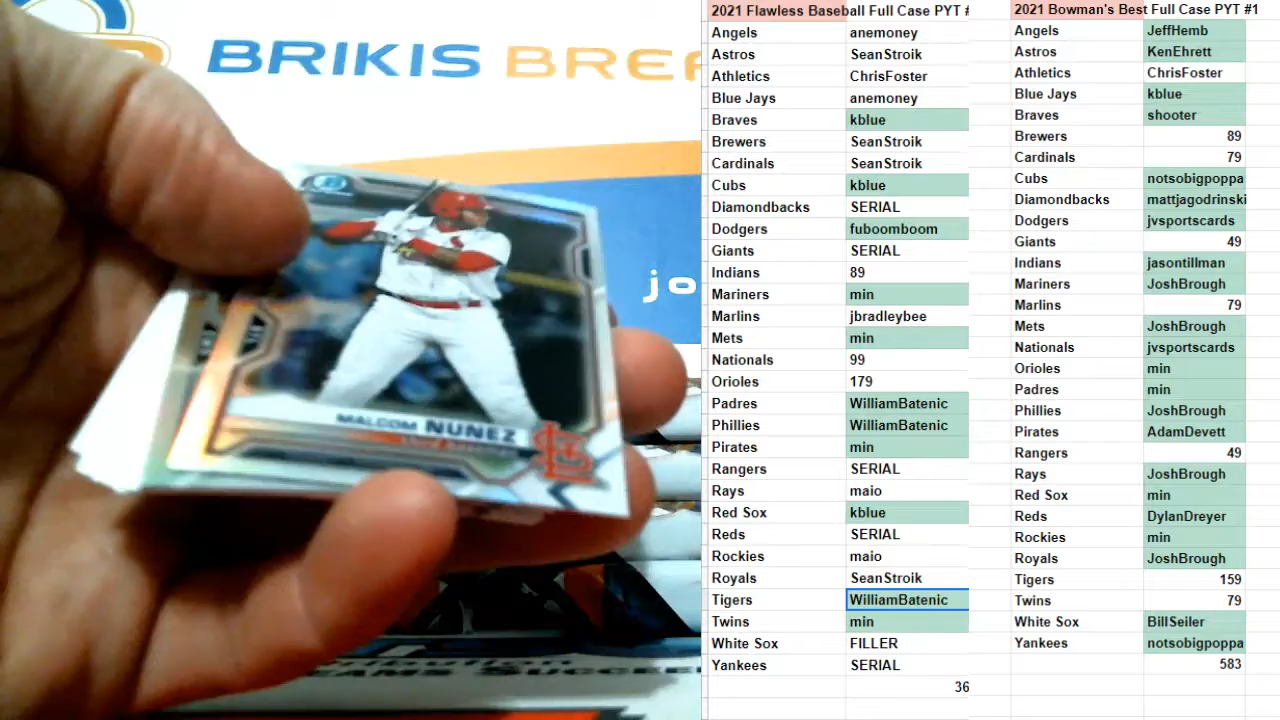 BRIKIS BREA
jo
MALCOM NUNEZ
2021 Flawless Baseball Full Case PYT #
Angels anemoney
Astros SeanStroik
Athletics ChrisFoster
Blue Jays anemoney
Braves kblue
Brewers SeanStroik
Cardinals SeanStroik
Cubs kblue
Diamondbacks SERIAL
Dodgers fuboomboom
Giants SERIAL
Indians 89
Mariners min
Marlins jbradleybee
Mets min
Nationals 99
Orioles 179
Padres WilliamBatenic
Phillies WilliamBatenic
Pirates min
Rangers SERIAL
Rays maio
Red Sox kblue
Reds SERIAL
Rockies maio
Royals SeanStroik
Tigers WilliamBatenic
Twins min
White Sox FILLER
Yankees SERIAL
36
2021 Bowman's Best Full Case PYT #1
Angels JeffHemb
Astros KenEhrett
Athletics ChrisFoster
Blue Jays kblue
Braves shooter
Brewers 89
Cardinals 79
Cubs notsobigpoppa
Diamondbacks mattjagodrinski
Dodgers jvsportscards
Giants 49
Indians jasontillman
Mariners JoshBrough
Marlins 79
Mets JoshBrough
Nationals jvsportscards
Orioles min
Padres min
Phillies JoshBrough
Pirates AdamDevett
Rangers 49
Rays JoshBrough
Red Sox min
Reds DylanDreyer
Rockies min
Royals JoshBrough
Tigers 159
Twins 79
White Sox BillSeiler
Yankees notsobigpoppa
583